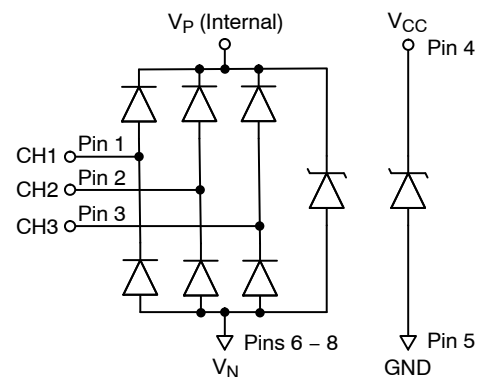 V_P (Internal)
V_CC
Pin 4
CH1 Pin 1
CH2 Pin 2
CH3 Pin 3
Pins 6 – 8
V_N
Pin 5
GND